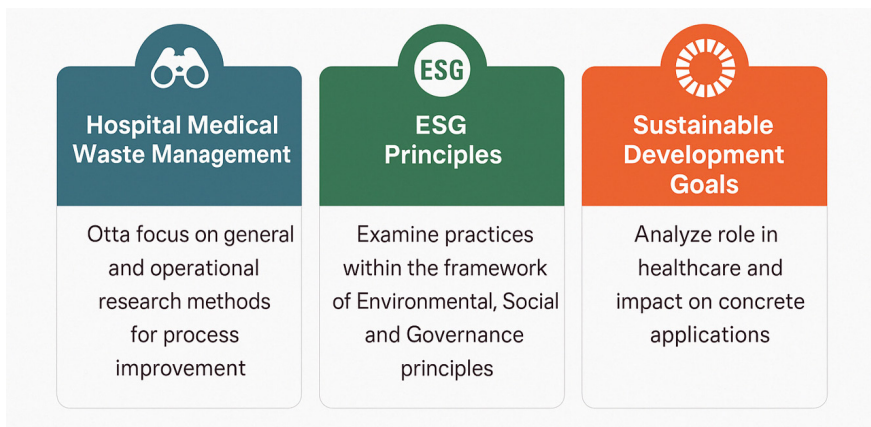 Hospital Medical
Waste Management
Otta focus on general
and operational
research methods
for process
improvement
ESG
ESG
Principles
Examine practices
within the framework
of Environmental, Social
and Governance
principles
Sustainable
Development
Goals
Analyze role in
healthcare and
impact on concrete
applications